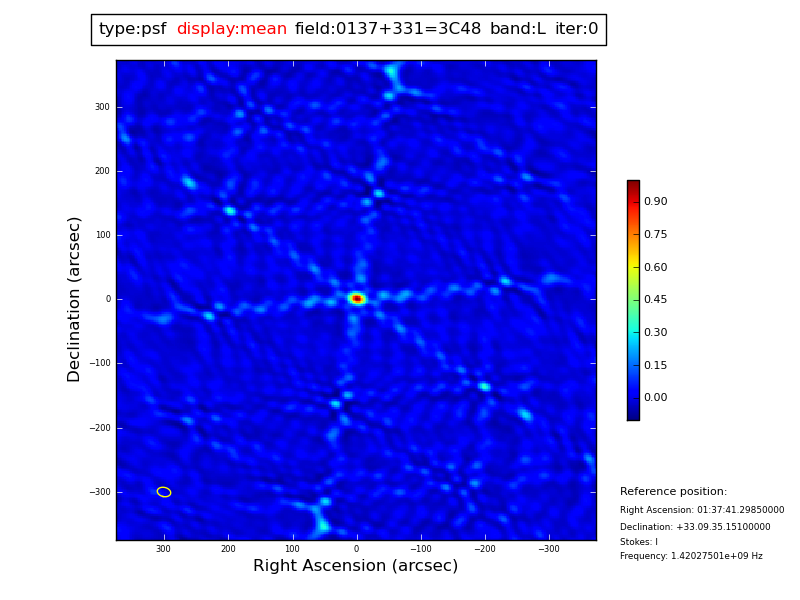 type:psf display:mean field:0137+331=3C48 band:L iter:0
300
200
100
0
−100
−200
−300
Declination (arcsec)
300 200 100 0 −100 −200 −300
Right Ascension (arcsec)
0.90
0.75
0.60
0.45
0.30
0.15
0.00
Reference position:
Right Ascension: 01:37:41.29850000
Declination: +33.09.35.15100000
Stokes: I
Frequency: 1.42027501e+09 Hz